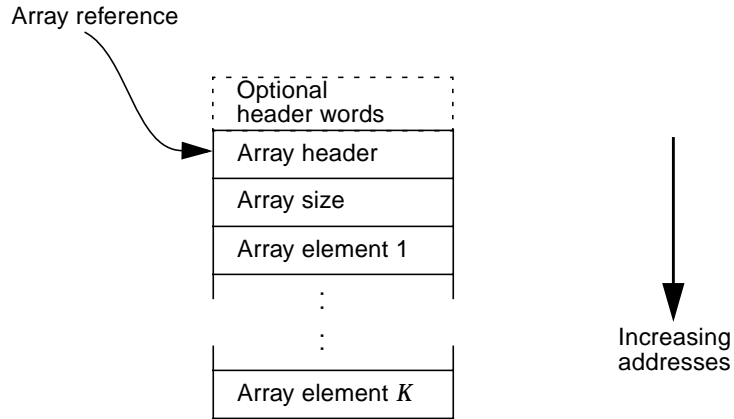 Array reference
Optional
header words
Array header
Array size
Array element 1
:
:
Array element K
Increasing
addresses